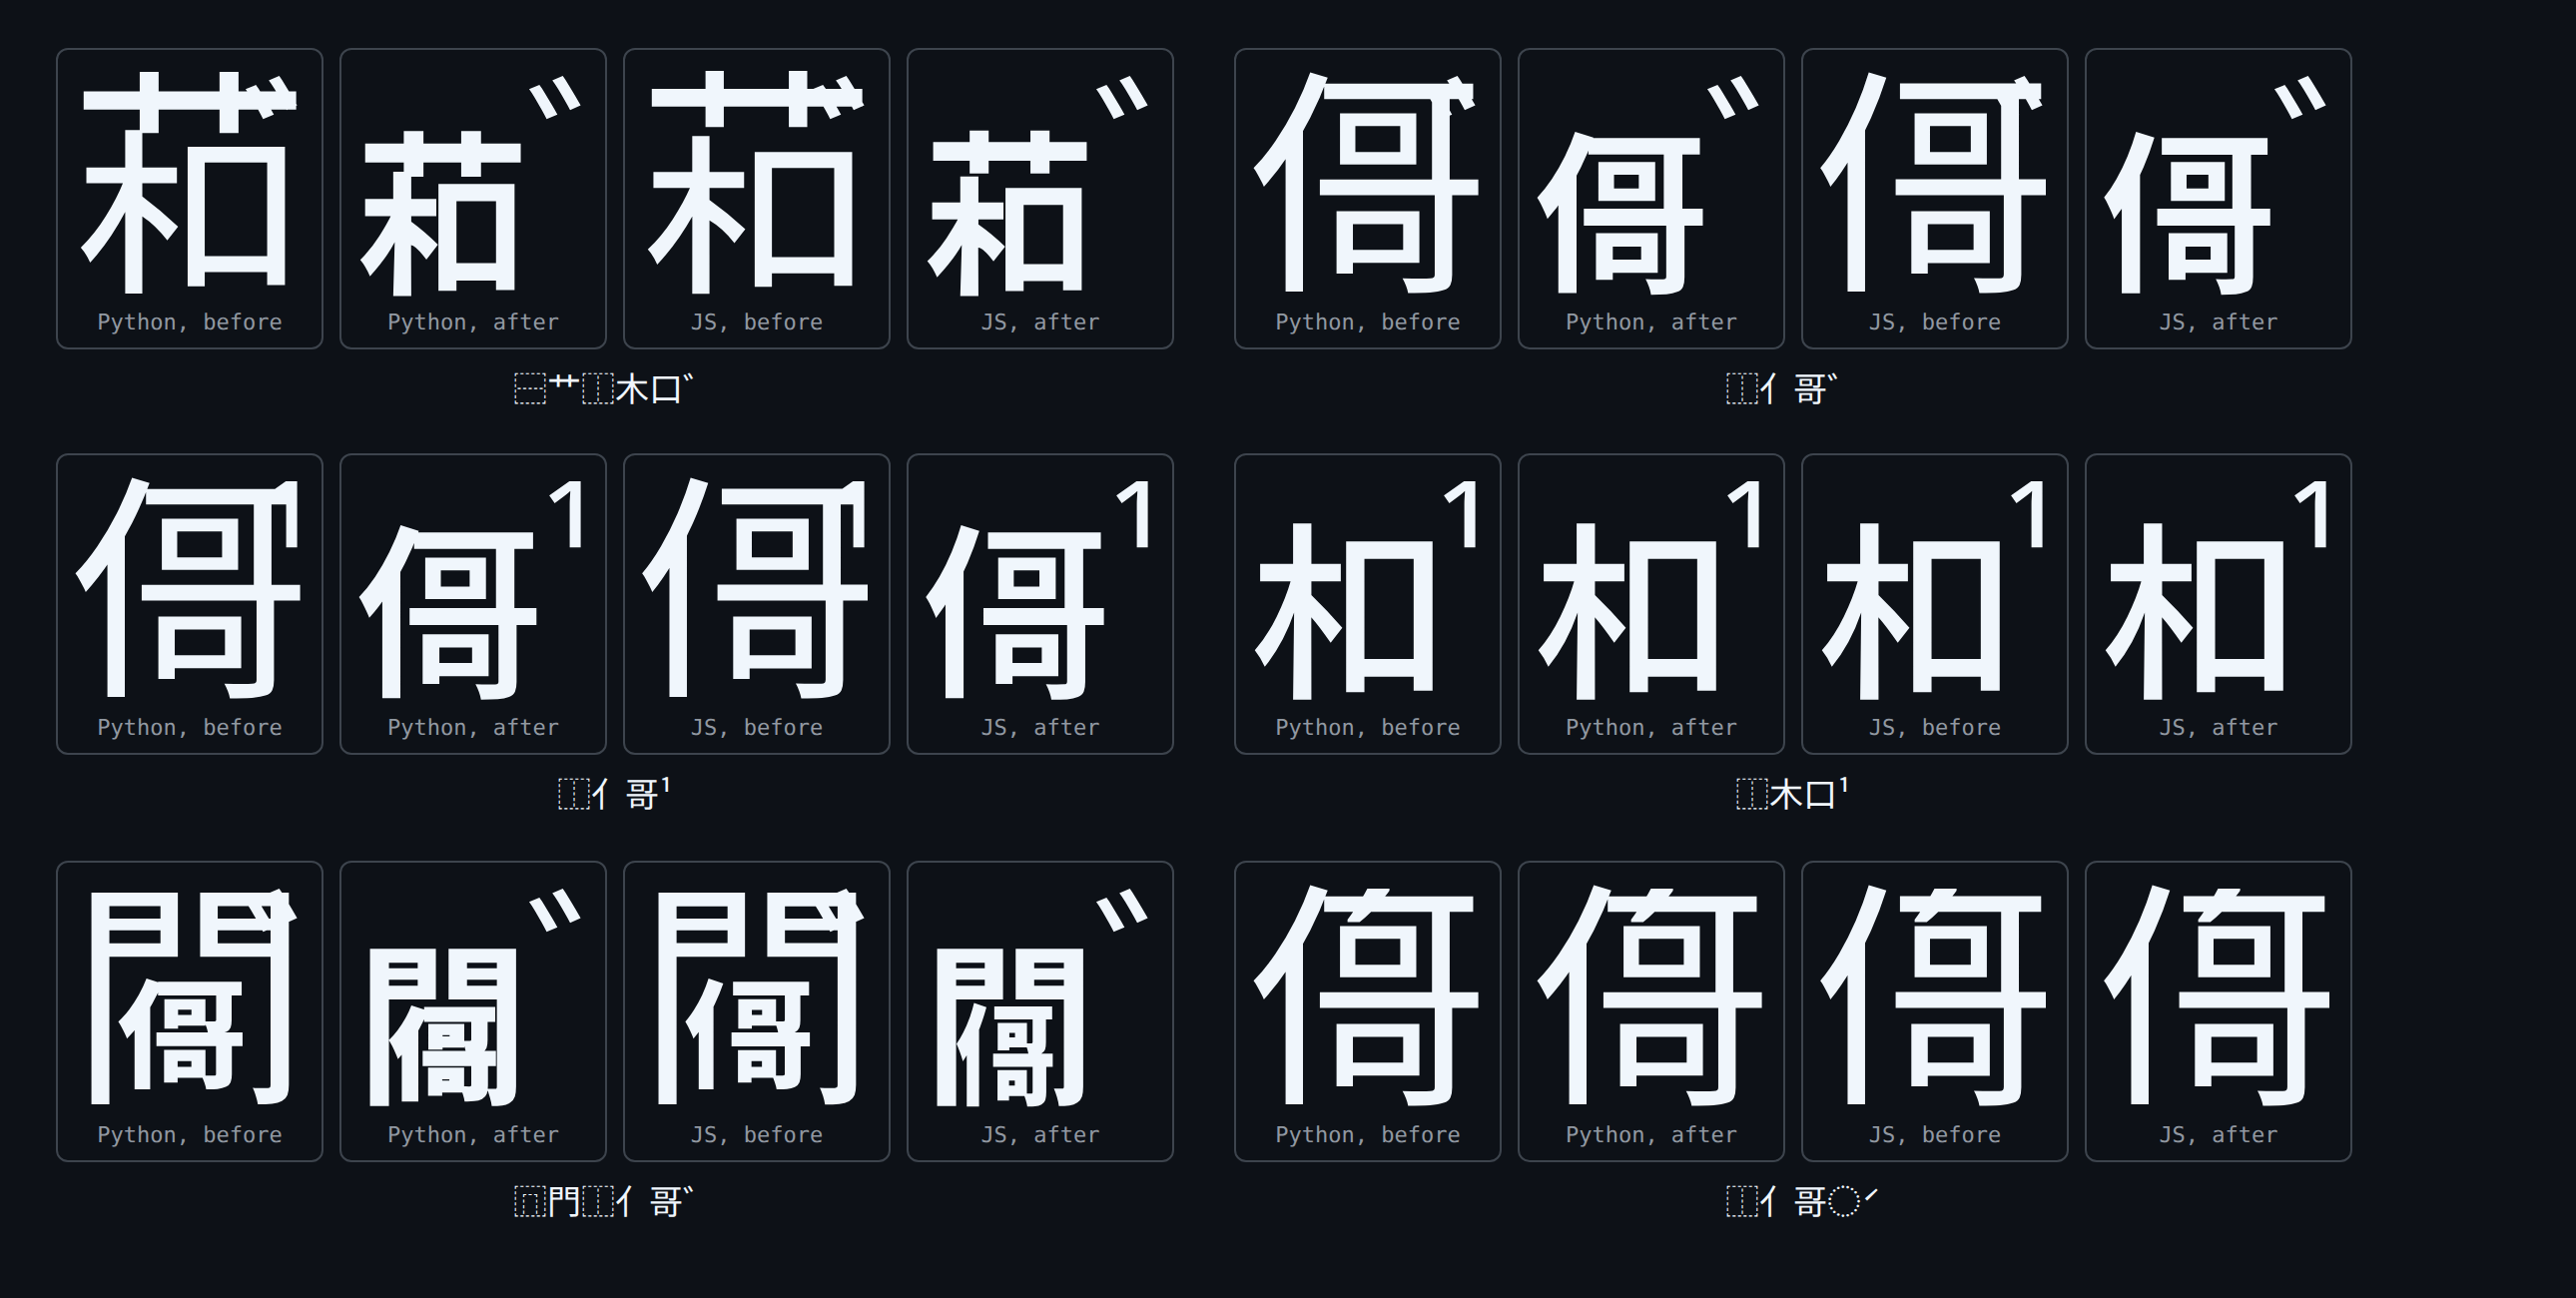 Python, before Python, after JS, before JS, after Python, before Python, after JS, before JS, after
⿱艹⿰木口゛ ⿰亻哥゛
Python, before Python, after JS, before JS, after Python, before Python, after JS, before JS, after
⿰亻哥¹ ⿰木口¹
Python, before Python, after JS, before JS, after Python, before Python, after JS, before JS, after
⿵門⿰亻哥゛ ⿰亻哥◌ˊ